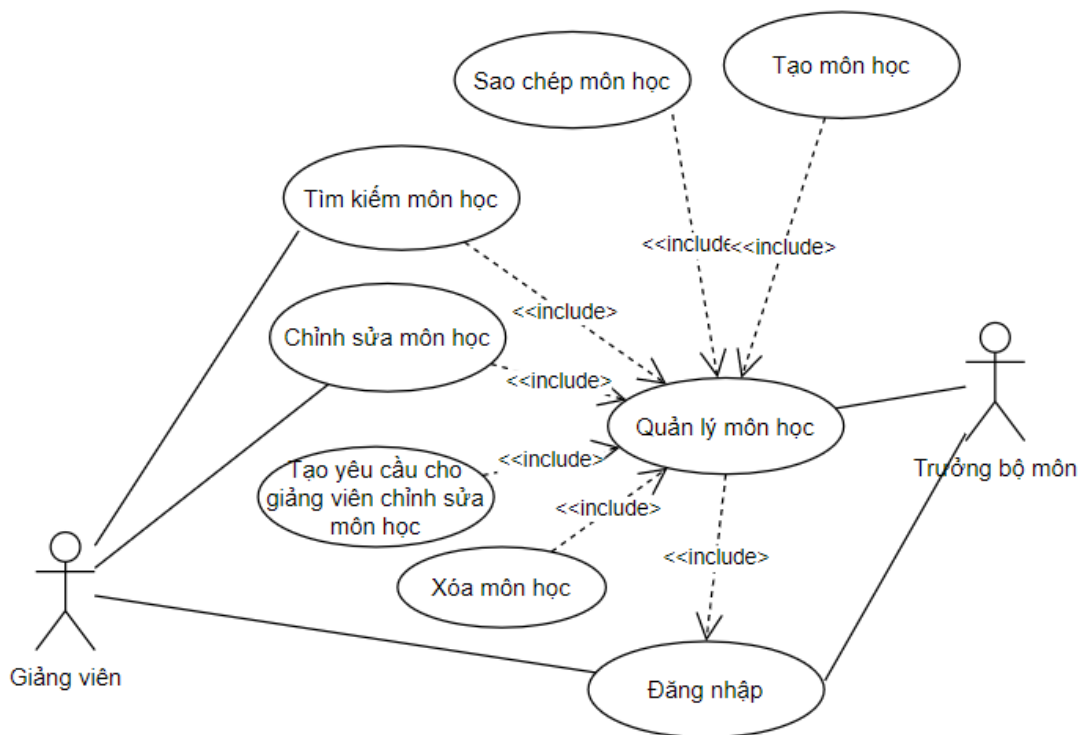 Sao chép môn học
Tạo môn học
Tìm kiếm môn học
<<include>
<<include>
<<include>
Chỉnh sửa môn học
<<include>
Quản lý môn học
Trưởng bộ môn
Tạo yêu cầu cho
giảng viên chỉnh sửa
môn học
<<include>
<<include>
Xóa môn học
<<include>
Giảng viên
Đăng nhập